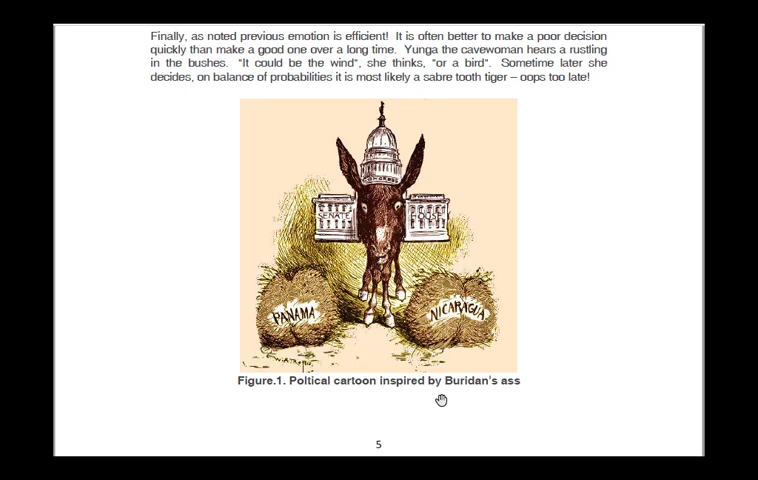 Finally, as noted previous emotion is efficient! It is often better to make a poor decision
quickly than make a good one over a long time. Yunga the cavewoman hears a rustling
in the bushes. "It could be the wind", she thinks, "or a bird". Sometime later she
decides, on balance of probabilities it is most likely a sabre tooth tiger – oops too late!
CONGRESS
SENATE
HOUSE
PANAMA
NICARAGUA
Figure.1. Poltical cartoon inspired by Buridan's ass
5